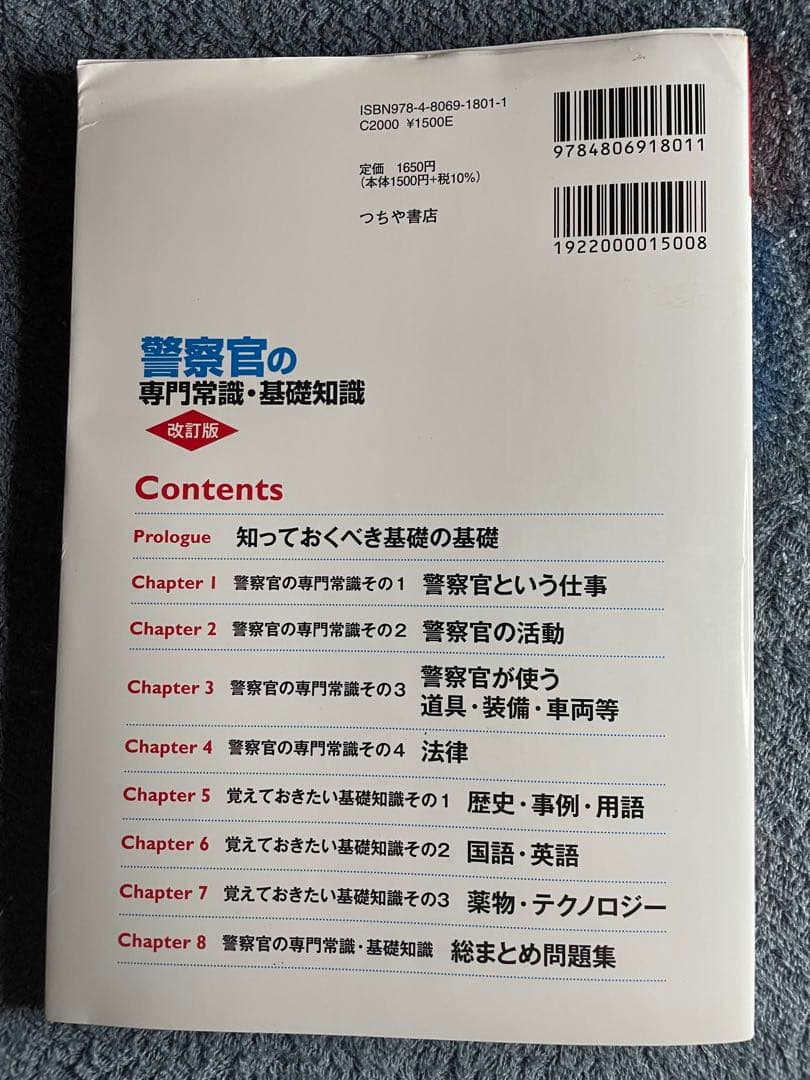 ISBN978-4-8069-1801-1
C2000 ¥1500E
9784806918011
定価 1650円
(本体1500円+税10%)
つちや書店
1922000015008
警察官の
専門常識・基礎知識
改訂版
Contents
Prologue 知っておくべき基礎の基礎
Chapter 1 警察官の専門常識その1 警察官という仕事
Chapter 2 警察官の専門常識その2 警察官の活動
Chapter 3 警察官の専門常識その3 警察官が使う
道具・装備・車両等
Chapter 4 警察官の専門常識その4 法律
Chapter 5 覚えておきたい基礎知識その1 歴史・事例・用語
Chapter 6 覚えておきたい基礎知識その2 国語・英語
Chapter 7 覚えておきたい基礎知識その3 薬物・テクノロジー
Chapter 8 警察官の専門常識・基礎知識 総まとめ問題集